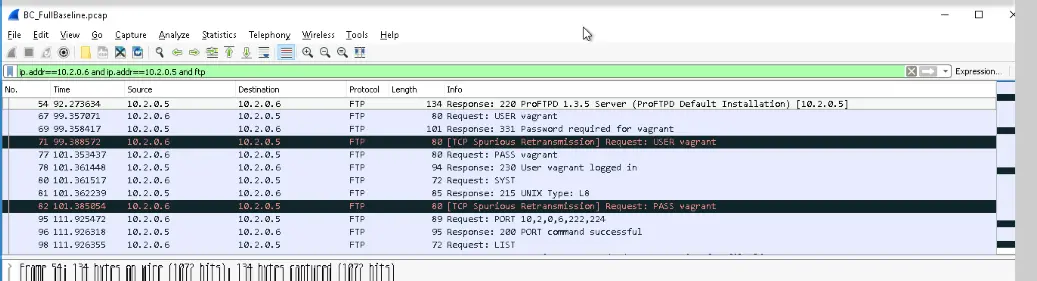 BC_FullBaseline.pcap
File Edit View Go Capture Analyze Statistics Telephony Wireless Tools Help
ip.addr==10.2.0.6 and ip.addr==10.2.0.5 and ftp Expression...
No. Time Source Destination Protocol Length Info
54 92.273634 10.2.0.5 10.2.0.6 FTP 134 Response: 220 ProFTPD 1.3.5 Server (ProFTPD Default Installation) [10.2.0.5]
67 99.357071 10.2.0.6 10.2.0.5 FTP 80 Request: USER vagrant
69 99.358417 10.2.0.5 10.2.0.6 FTP 101 Response: 331 Password required for vagrant
71 99.388572 10.2.0.6 10.2.0.5 FTP 80 [TCP Spurious Retransmission] Request: USER vagrant
77 101.353437 10.2.0.6 10.2.0.5 FTP 80 Request: PASS vagrant
78 101.361448 10.2.0.5 10.2.0.6 FTP 94 Response: 230 User vagrant logged in
80 101.361517 10.2.0.6 10.2.0.5 FTP 72 Request: SYST
81 101.362239 10.2.0.5 10.2.0.6 FTP 85 Response: 215 UNIX Type: L8
82 101.385054 10.2.0.6 10.2.0.5 FTP 80 [TCP Spurious Retransmission] Request: PASS vagrant
95 111.925472 10.2.0.6 10.2.0.5 FTP 89 Request: PORT 10,2,0,6,222,224
96 111.926318 10.2.0.5 10.2.0.6 FTP 95 Response: 200 PORT command successful
98 111.926355 10.2.0.6 10.2.0.5 FTP 72 Request: LIST
Frame 54: 134 bytes on wire (1072 bits), 134 bytes captured (1072 bits)